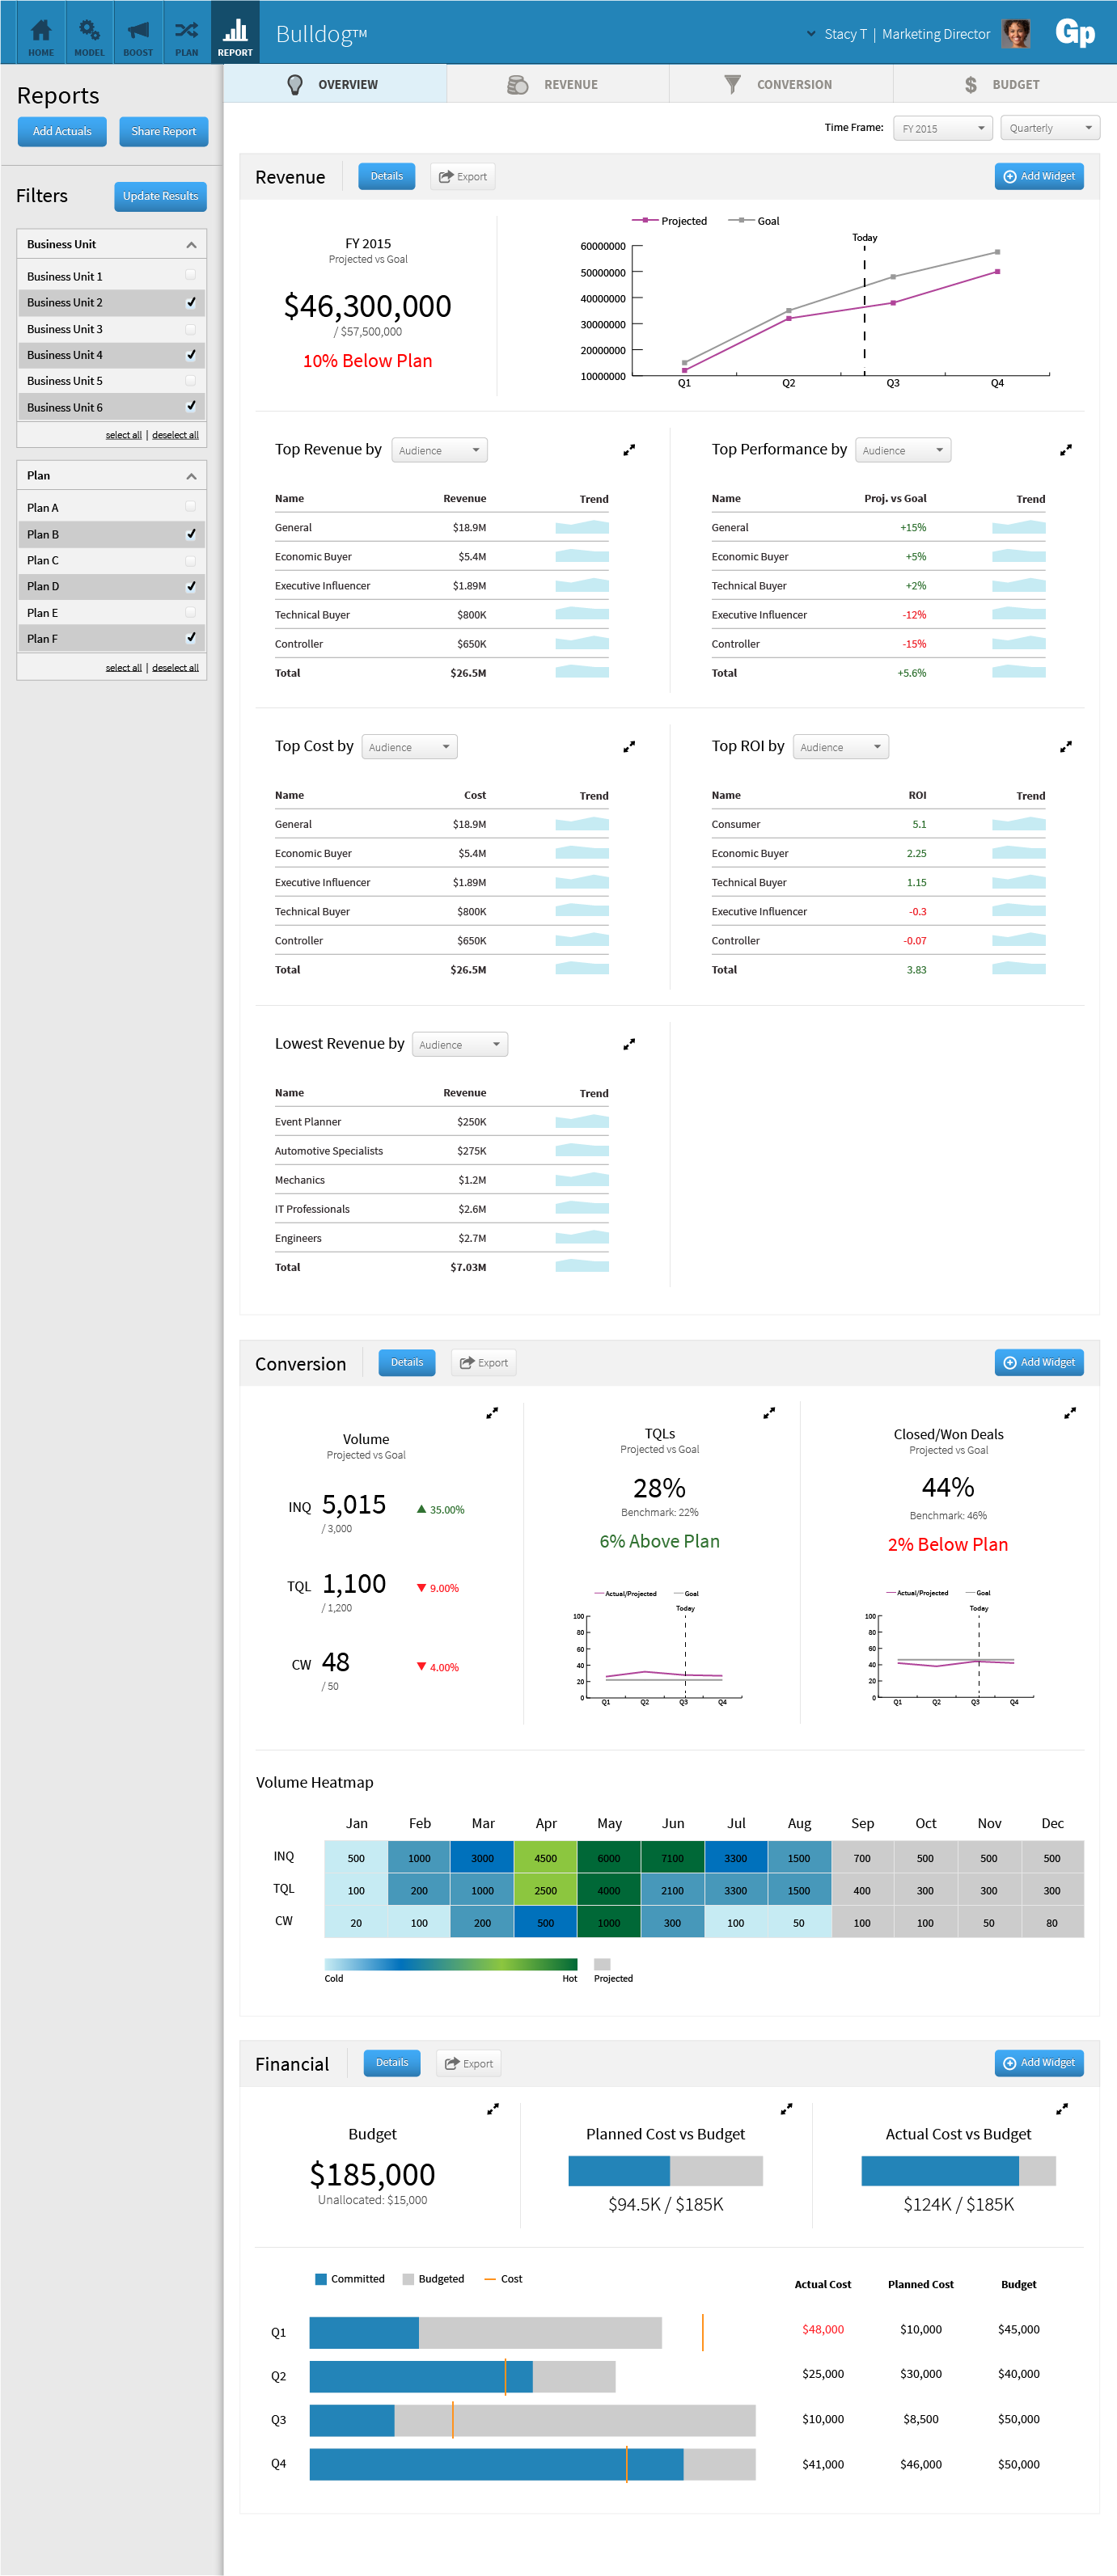 HOME MODEL BOOST PLAN REPORT Bulldog™ Stacy T | Marketing Director Gp
Reports
Add Actuals Share Report
Filters Update Results
Business Unit
Business Unit 1
Business Unit 2
Business Unit 3
Business Unit 4
Business Unit 5
Business Unit 6
select all | deselect all
Plan
Plan A
Plan B
Plan C
Plan D
Plan E
Plan F
select all | deselect all
OVERVIEW REVENUE CONVERSION $ BUDGET
Time Frame: FY 2015 Quarterly
Revenue Details Export Add Widget
FY 2015
Projected vs Goal
$46,300,000
/ $57,500,000
10% Below Plan
Projected Goal
Today
60000000
50000000
40000000
30000000
20000000
10000000
Q1 Q2 Q3 Q4
Top Revenue by Audience
Name Revenue Trend
General $18.9M
Economic Buyer $5.4M
Executive Influencer $1.89M
Technical Buyer $800K
Controller $650K
Total $26.5M
Top Performance by Audience
Name Proj. vs Goal Trend
General +15%
Economic Buyer +5%
Technical Buyer +2%
Executive Influencer -12%
Controller -15%
Total +5.6%
Top Cost by Audience
Name Cost Trend
General $18.9M
Economic Buyer $5.4M
Executive Influencer $1.89M
Technical Buyer $800K
Controller $650K
Total $26.5M
Top ROI by Audience
Name ROI Trend
Consumer 5.1
Economic Buyer 2.25
Technical Buyer 1.15
Executive Influencer -0.3
Controller -0.07
Total 3.83
Lowest Revenue by Audience
Name Revenue Trend
Event Planner $250K
Automotive Specialists $275K
Mechanics $1.2M
IT Professionals $2.6M
Engineers $2.7M
Total $7.03M
Conversion Details Export Add Widget
Volume
Projected vs Goal
INQ 5,015 35.00%
/ 3,000
TQL 1,100 9.00%
/ 1,200
CW 48 4.00%
/ 50
TQLs
Projected vs Goal
28%
Benchmark: 22%
6% Above Plan
Actual/Projected Goal
Today
100
80
60
40
20
0
Q1 Q2 Q3 Q4
Closed/Won Deals
Projected vs Goal
44%
Benchmark: 46%
2% Below Plan
Actual/Projected Goal
Today
100
80
60
40
20
0
Q1 Q2 Q3 Q4
Volume Heatmap
Jan Feb Mar Apr May Jun Jul Aug Sep Oct Nov Dec
INQ 500 1000 3000 4500 6000 7100 3300 1500 700 500 500 500
TQL 100 200 1000 2500 4000 2100 3300 1500 400 300 300 300
CW 20 100 200 500 1000 300 100 50 100 100 50 80
Cold Hot Projected
Financial Details Export Add Widget
Budget
$185,000
Unallocated: $15,000
Planned Cost vs Budget
$94.5K / $185K
Actual Cost vs Budget
$124K / $185K
Committed Budgeted Cost
Actual Cost Planned Cost Budget
Q1 $48,000 $10,000 $45,000
Q2 $25,000 $30,000 $40,000
Q3 $10,000 $8,500 $50,000
Q4 $41,000 $46,000 $50,000